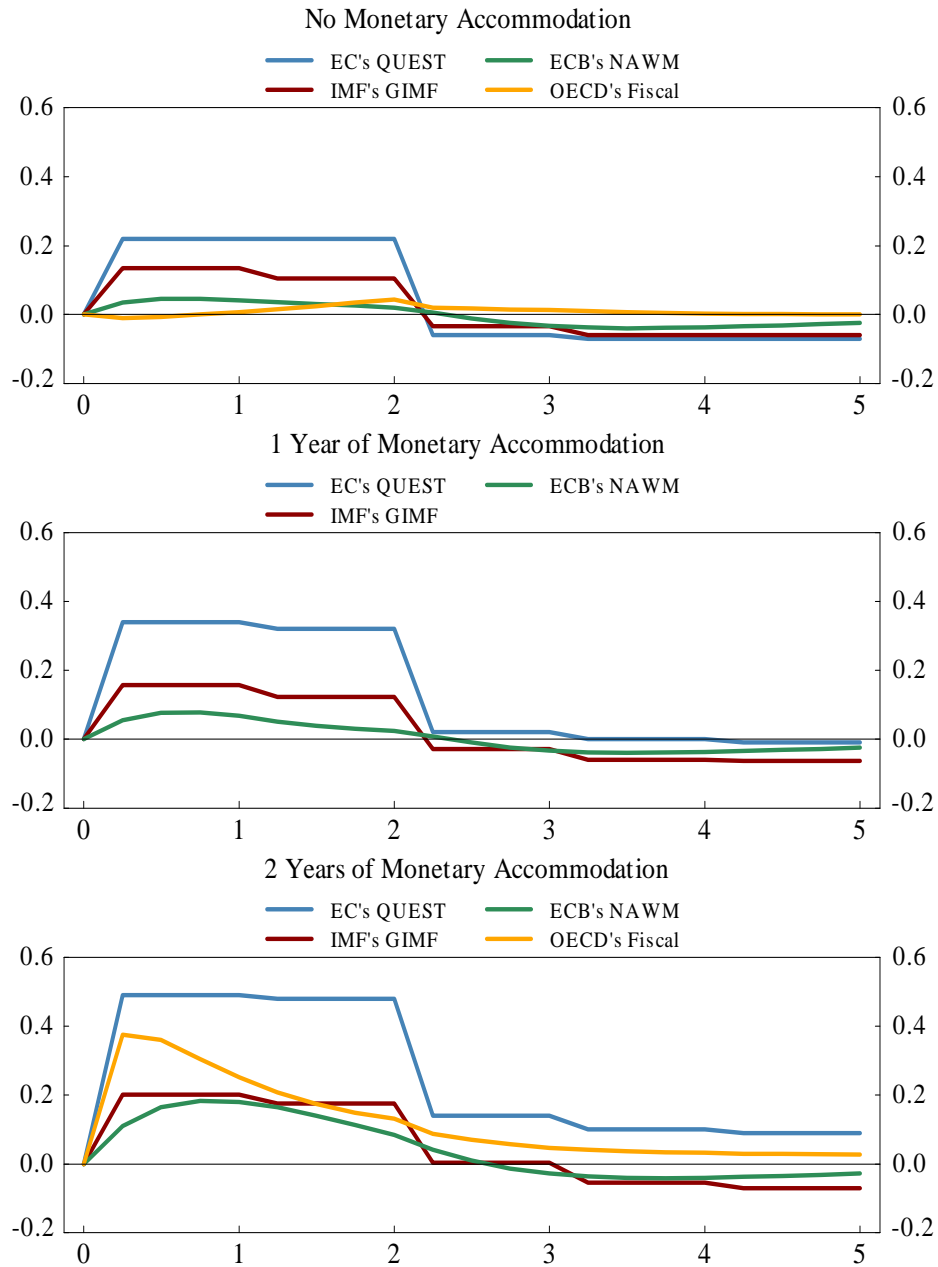 No Monetary Accommodation
EC's QUEST ECB's NAWM
IMF's GIMF OECD's Fiscal
0.6 0.6
0.4 0.4
0.2 0.2
0.0 0.0
-0.2 -0.2
0 1 2 3 4 5
1 Year of Monetary Accommodation
EC's QUEST ECB's NAWM
IMF's GIMF
0.6 0.6
0.4 0.4
0.2 0.2
0.0 0.0
-0.2 -0.2
0 1 2 3 4 5
2 Years of Monetary Accommodation
EC's QUEST ECB's NAWM
IMF's GIMF OECD's Fiscal
0.6 0.6
0.4 0.4
0.2 0.2
0.0 0.0
-0.2 -0.2
0 1 2 3 4 5